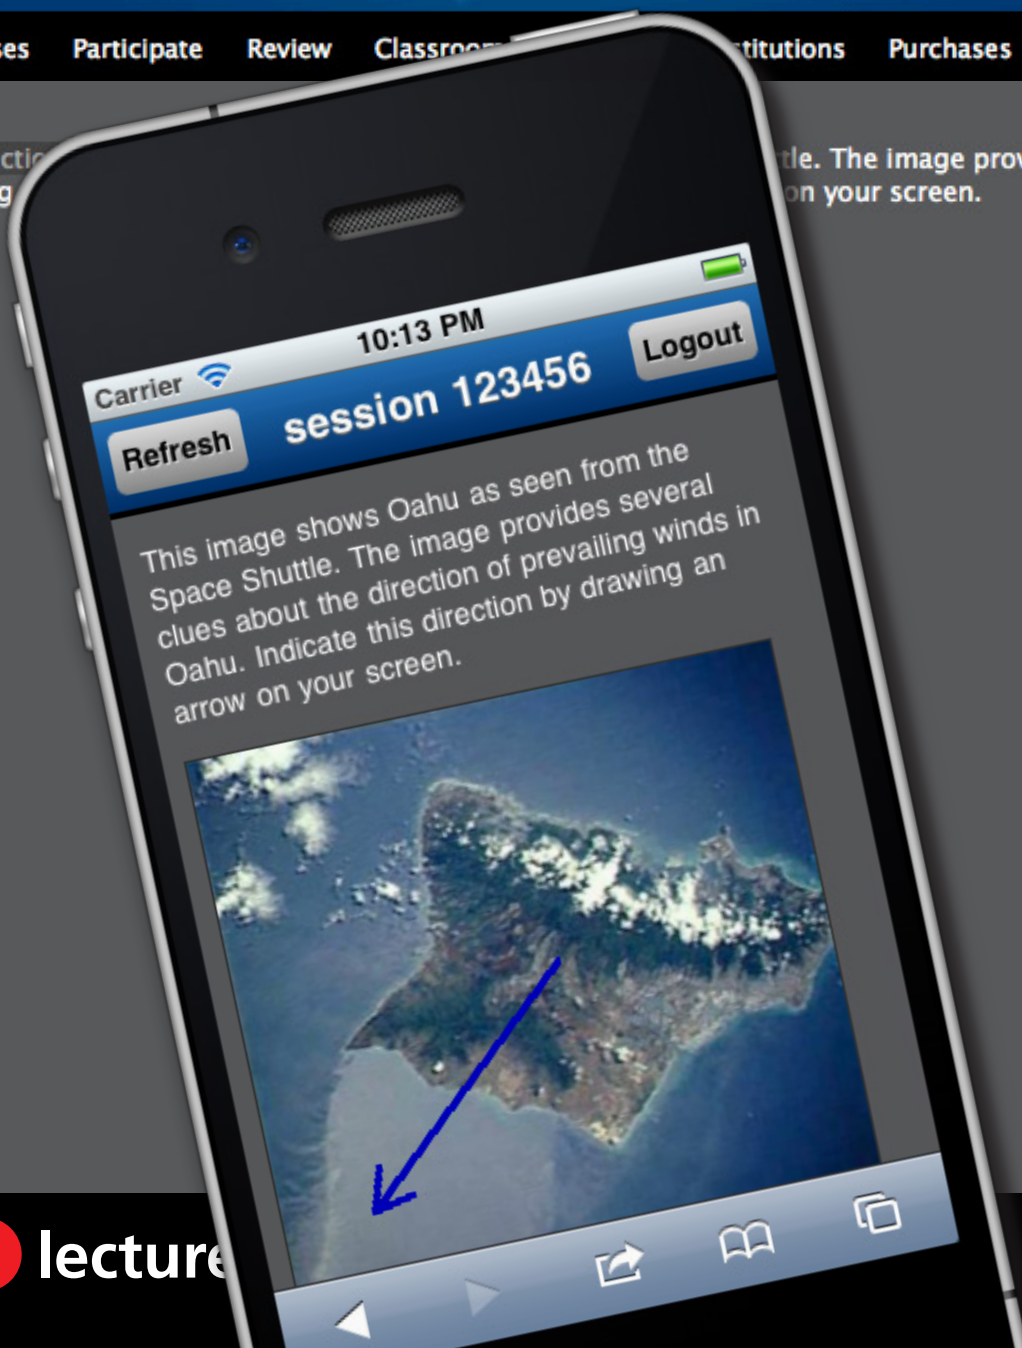 Participate Review Purchases
The image
on your screen.
Carrier 10:13 PM
Refresh session 123456 Logout
This image shows Oahu as seen from the
Space Shuttle. The image provides several
clues about the direction of prevailing winds in
Oahu. Indicate this direction by drawing an
arrow on your screen.
lecture